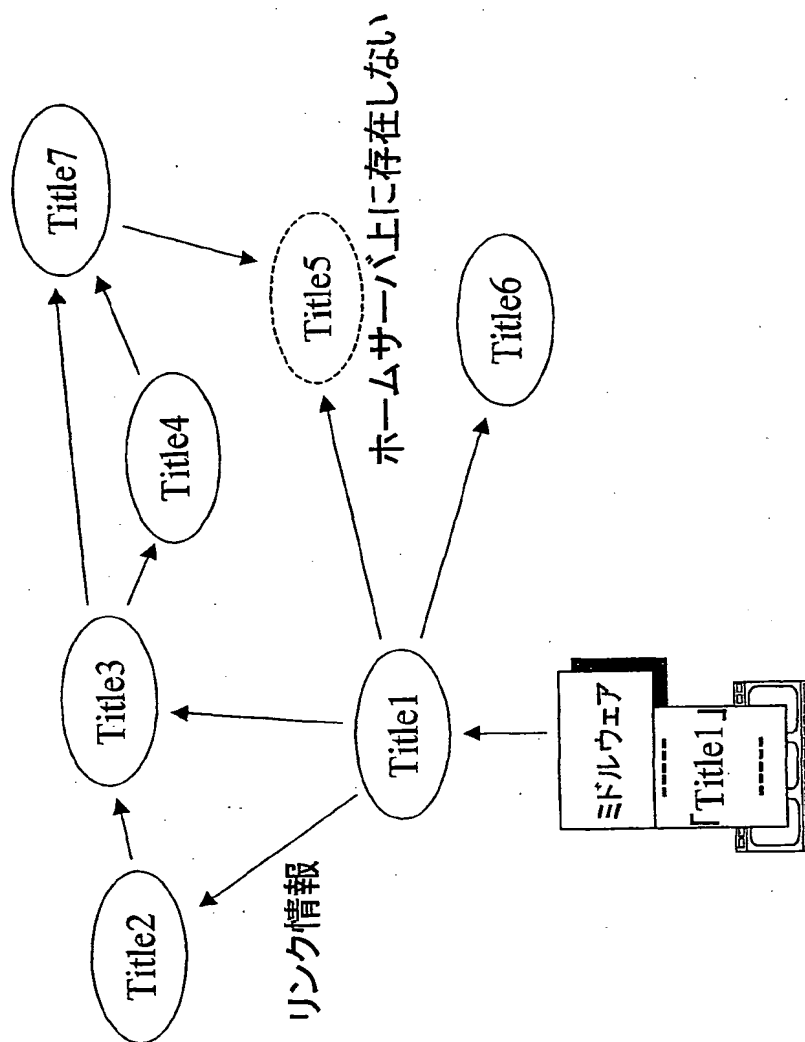 Title7
Title3
Title4
Title2
Title5
ホームサーバ上に存在しない
Title6
Title1
リンク情報
ミドルウェア
-----
「Title1」
-----